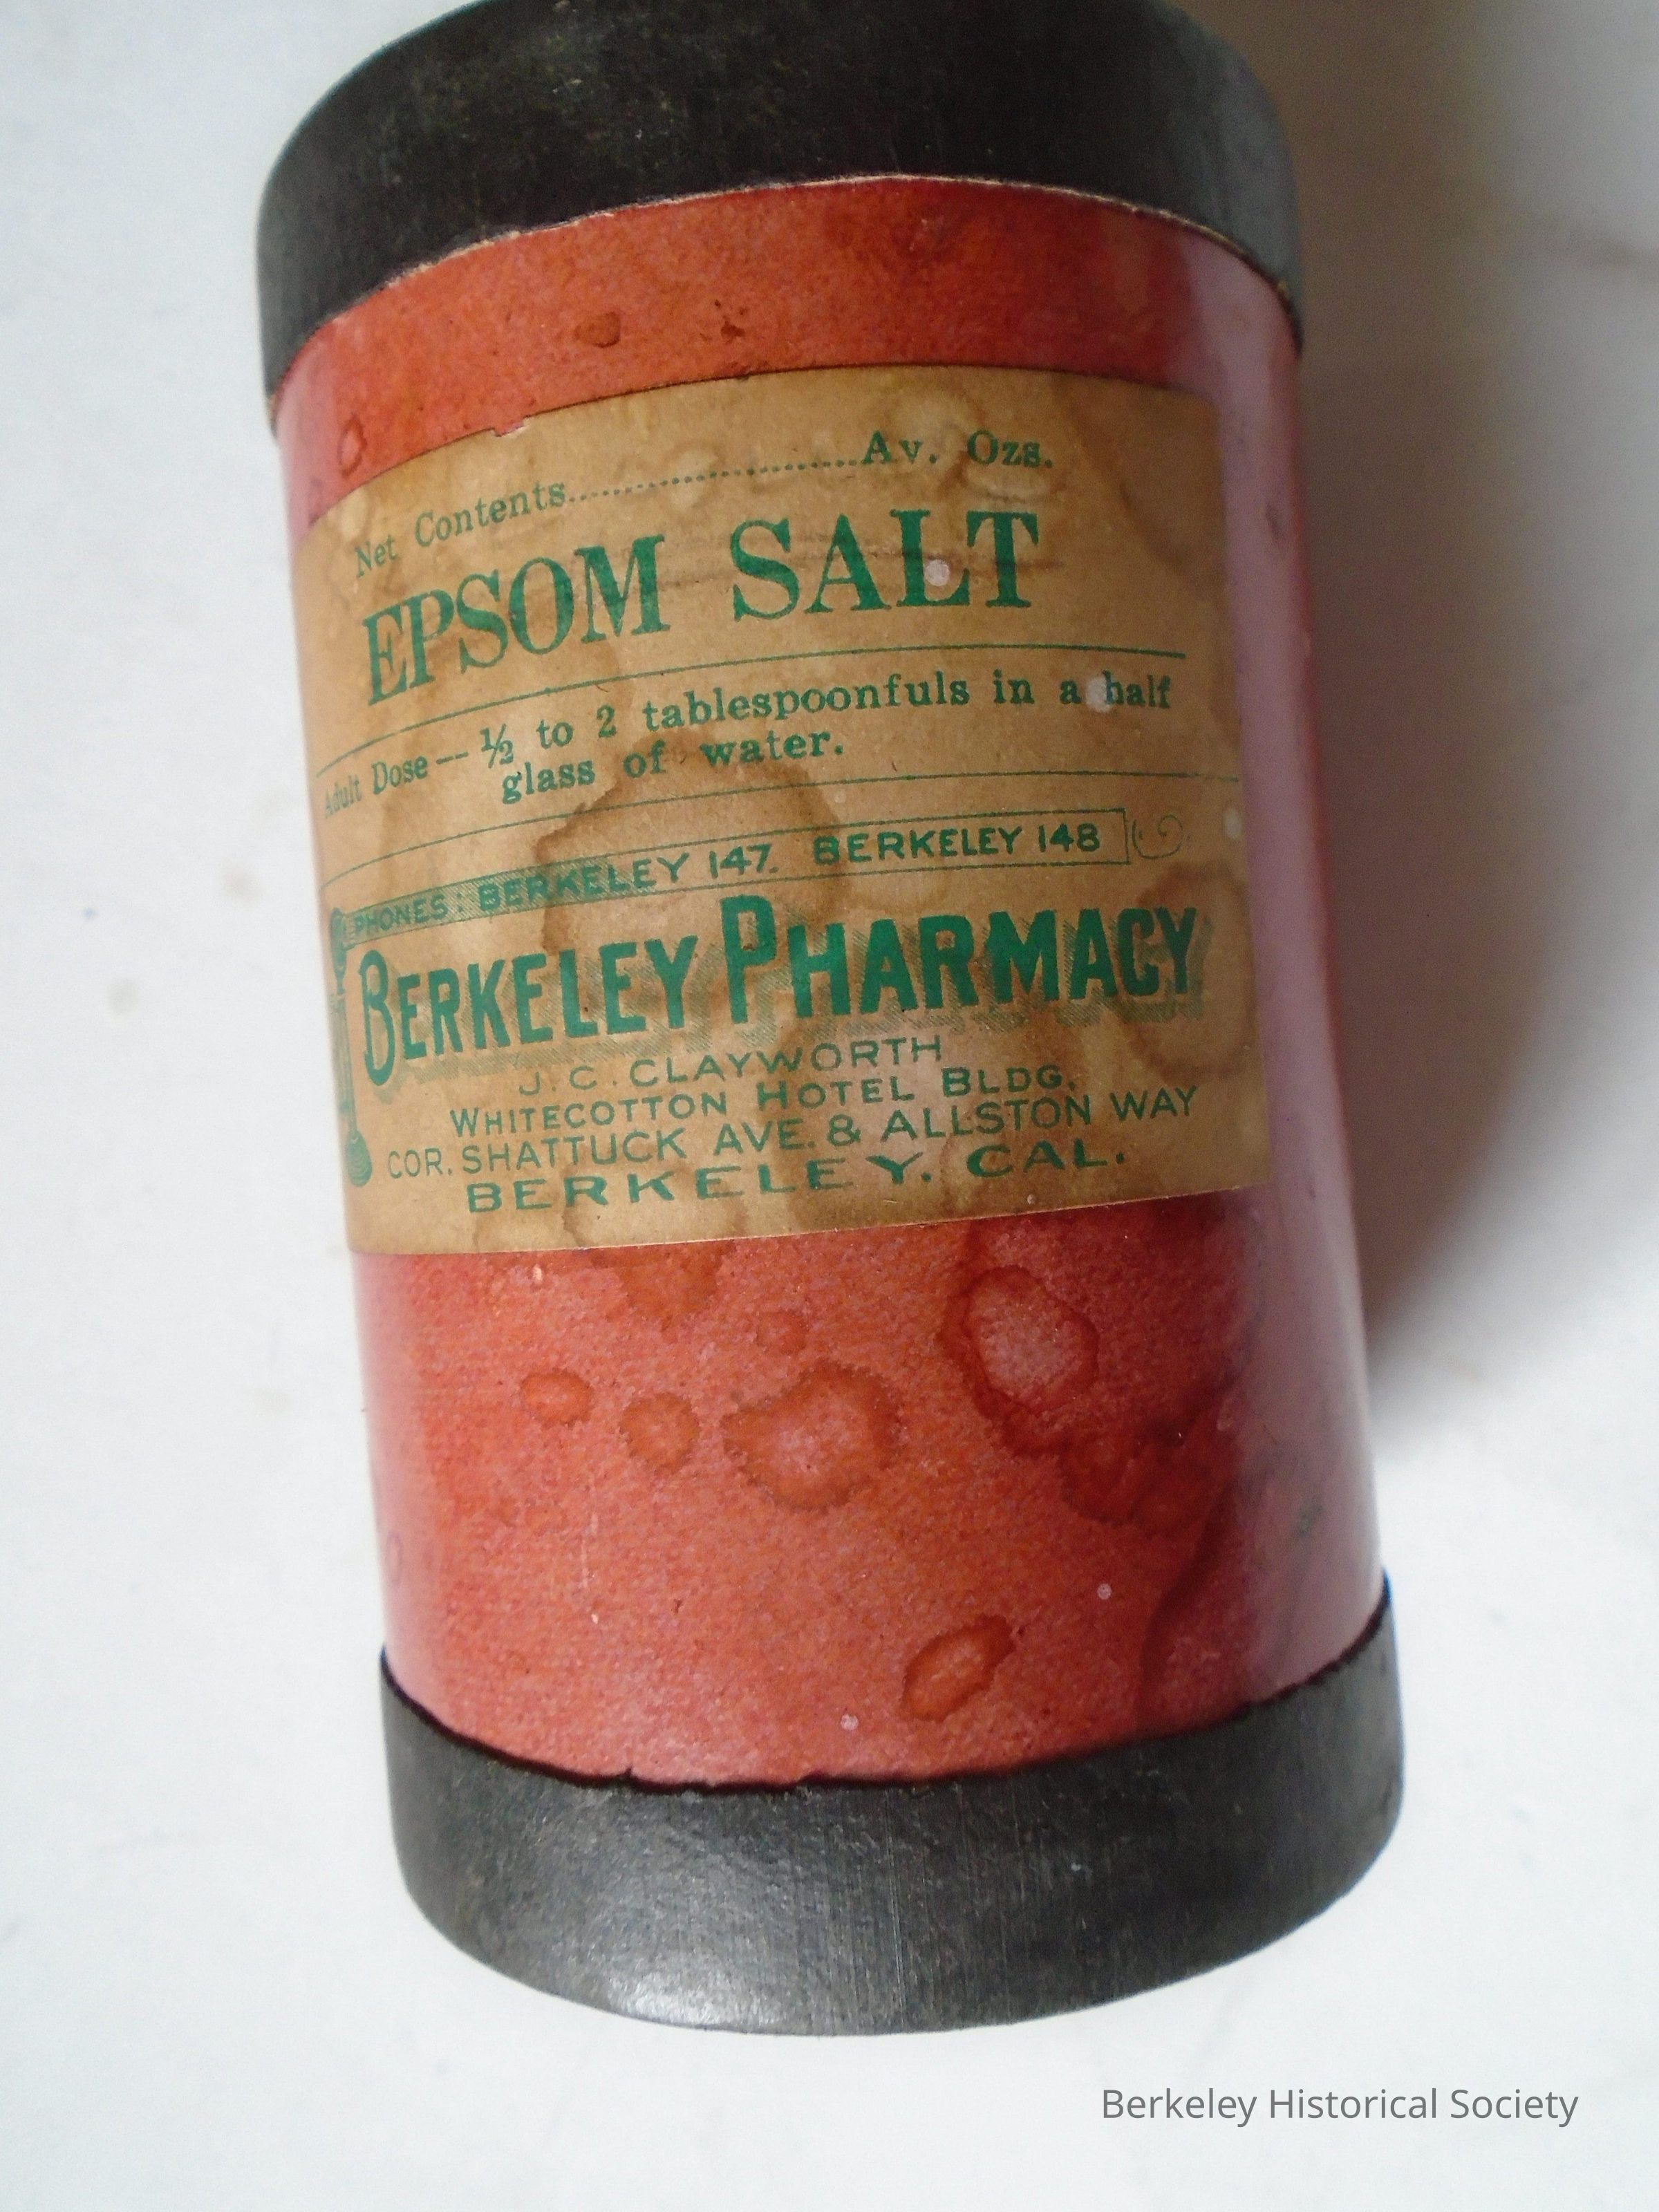 Net Contents........................Av. Ozs.
EPSOM SALT
Adult Dose — ½ to 2 tablespoonfuls in a half
glass of water.
PHONES: BERKELEY 147. BERKELEY 148
BERKELEY PHARMACY
J. C. CLAYWORTH
WHITECOTTON HOTEL BLDG.
COR. SHATTUCK AVE. & ALLSTON WAY
BERKELEY. CAL.
Berkeley Historical Society